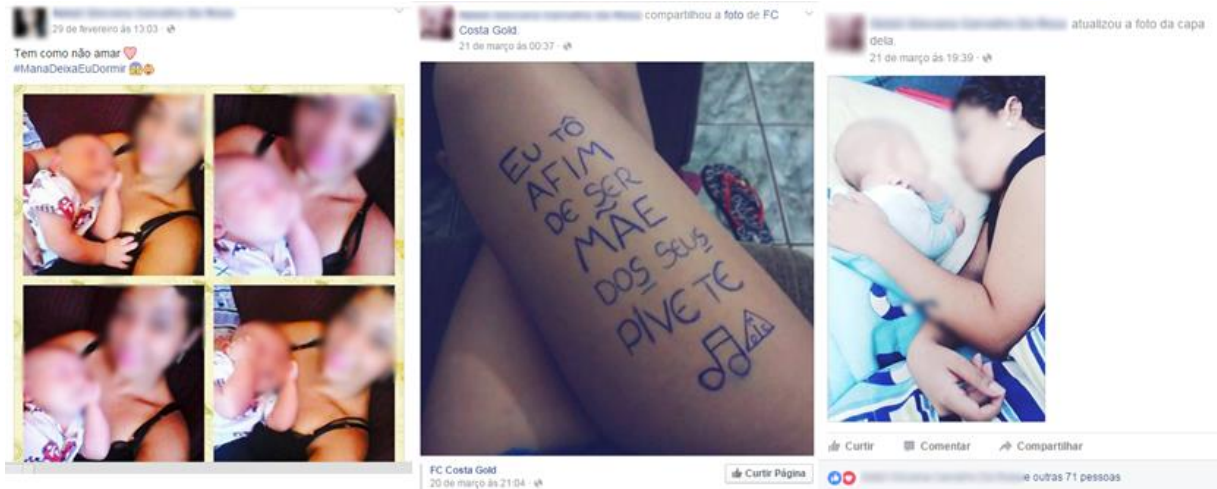 29 de fevereiro às 13:03
Tem como não amar
#ManaDeixaEuDormir
compartilhou a foto de FC
Costa Gold.
21 de março às 00:37
EU TÔ
AFIM
DE SER
MÃE
DOS SEUS
PIVETE
FC Costa Gold
20 de março às 21:04
Curtir Página
atualizou a foto da capa
dela.
21 de março às 19:39
Curtir Comentar Compartilhar
e outras 71 pessoas